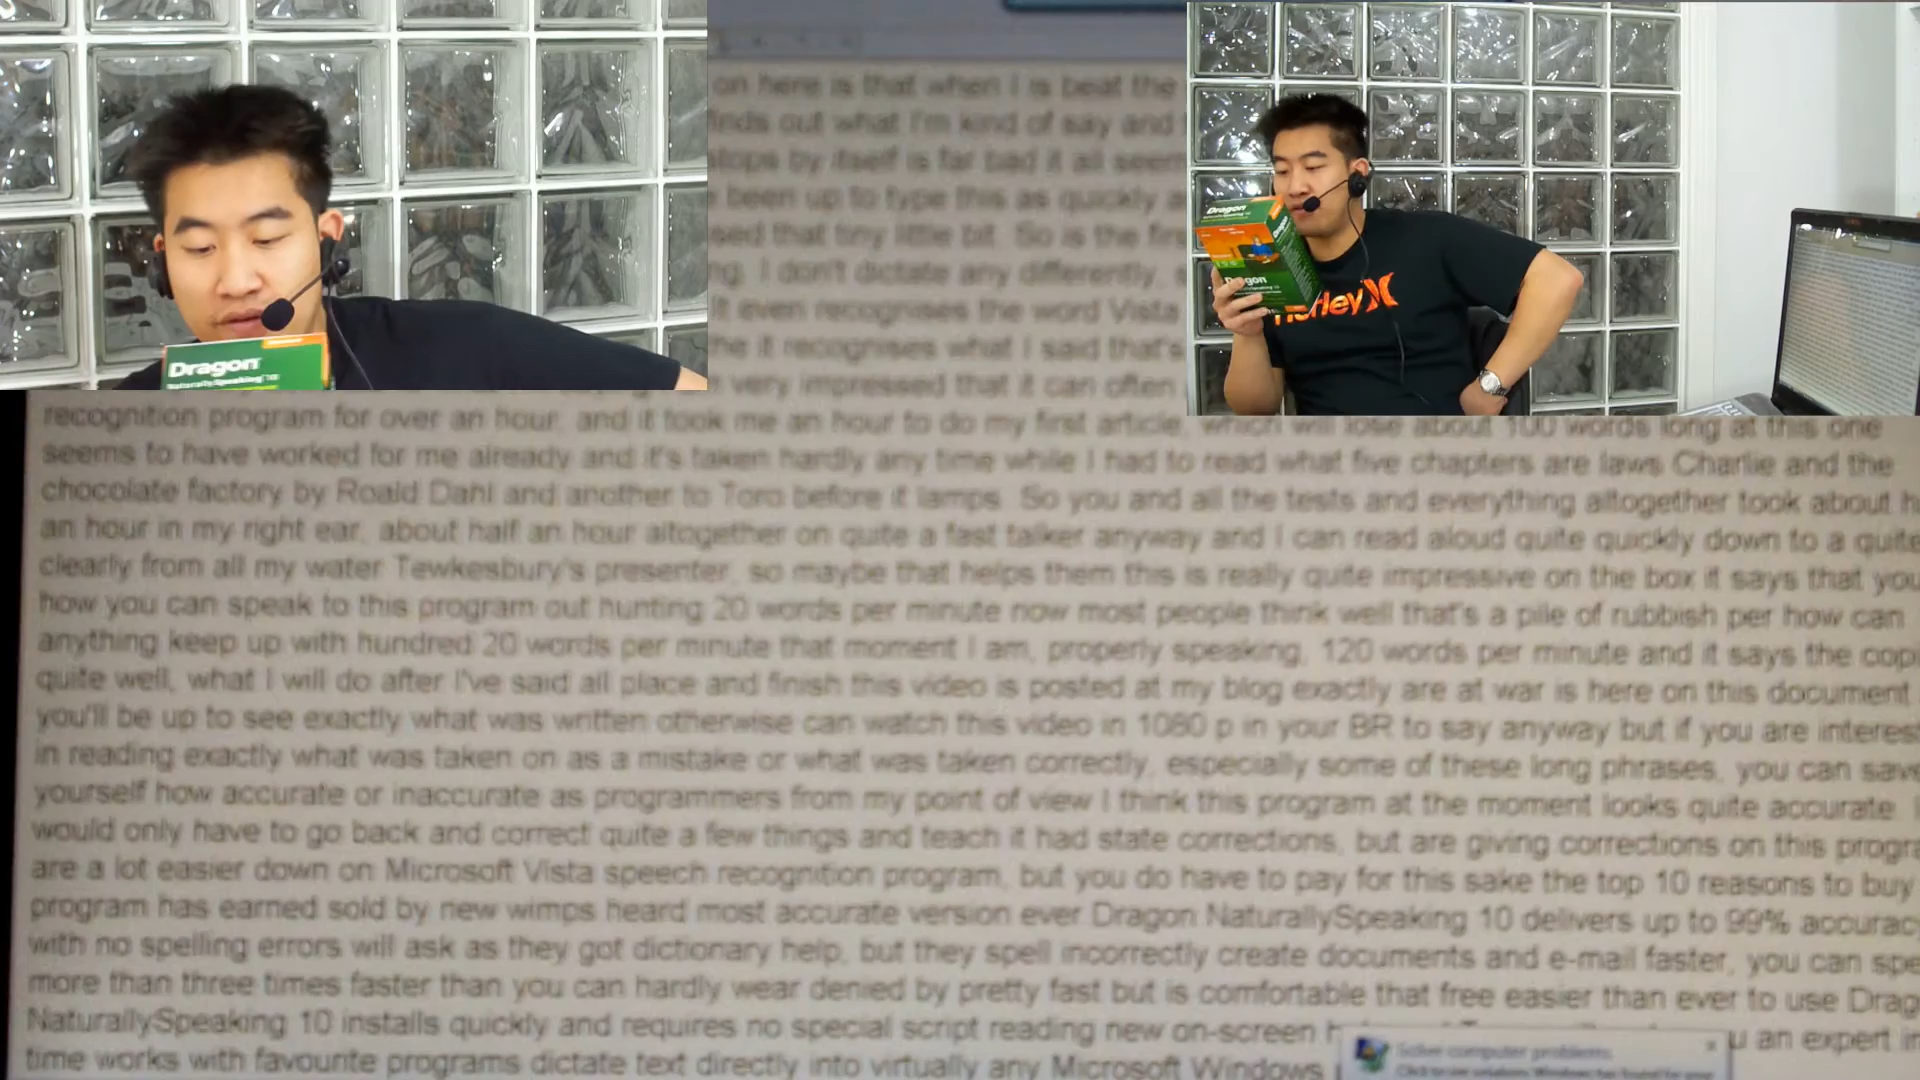 on here is that when I is beat the
finds out what I'm kind of say and
stops by itself is far bad it all seem
been up to type this as quickly a
sed that tiny little bit. So is the firs
ng. I don't dictate any differently,
It even recognises the word Vista
he it recognises what I said that's
very impressed that it can often
recognition program for over an hour, and it took me an hour to do my first article, which will lose about 100 words long at this one
seems to have worked for me already and it's taken hardly any time while I had to read what five chapters are laws Charlie and the
chocolate factory by Roald Dahl and another to Toro before it lamps. So you and all the tests and everything altogether took about h
an hour in my right ear, about half an hour altogether on quite a fast talker anyway and I can read aloud quite quickly down to a quite
clearly from all my water Tewkesbury's presenter, so maybe that helps them this is really quite impressive on the box it says that you
how you can speak to this program out hunting 20 words per minute now most people think well that's a pile of rubbish per how can
anything keep up with hundred 20 words per minute that moment I am, properly speaking, 120 words per minute and it says the cop
quite well, what I will do after I've said all place and finish this video is posted at my blog exactly are at war is here on this document
you'll be up to see exactly what was written otherwise can watch this video in 1080 p in your BR to say anyway but if you are interes
in reading exactly what was taken on as a mistake or what was taken correctly, especially some of these long phrases, you can save
yourself how accurate or inaccurate as programmers from my point of view I think this program at the moment looks quite accurate. I
would only have to go back and correct quite a few things and teach it had state corrections, but are giving corrections on this progra
are a lot easier down on Microsoft Vista speech recognition program, but you do have to pay for this sake the top 10 reasons to buy
program has earned sold by new wimps heard most accurate version ever Dragon NaturallySpeaking 10 delivers up to 99% accurac
with no spelling errors will ask as they got dictionary help, but they spell incorrectly create documents and e-mail faster, you can spe
more than three times faster than you can hardly wear denied by pretty fast but is comfortable that free easier than ever to use Drag
NaturallySpeaking 10 installs quickly and requires no special script reading new on-screen h
u an expert in
time works with favourite programs dictate text directly into virtually any Microsoft Windows
Solve computer problems
Dragon
NaturallySpeaking 10
Dragon
Dragon
Dragon
Hurley